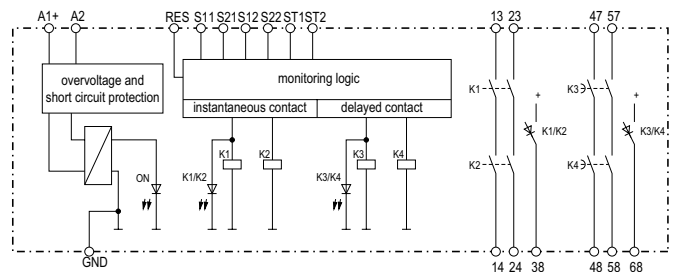 A1+ A2 RES S11 S21 S12 S22 ST1 ST2 13 23 47 57
overvoltage and
short circuit protection
monitoring logic
instantaneous contact delayed contact
K1 K3
+ +
K1/K2 K3/K4
K1 K2 K3 K4
ON K1/K2 K3/K4
K2 K4
GND 14 24 38 48 58 68